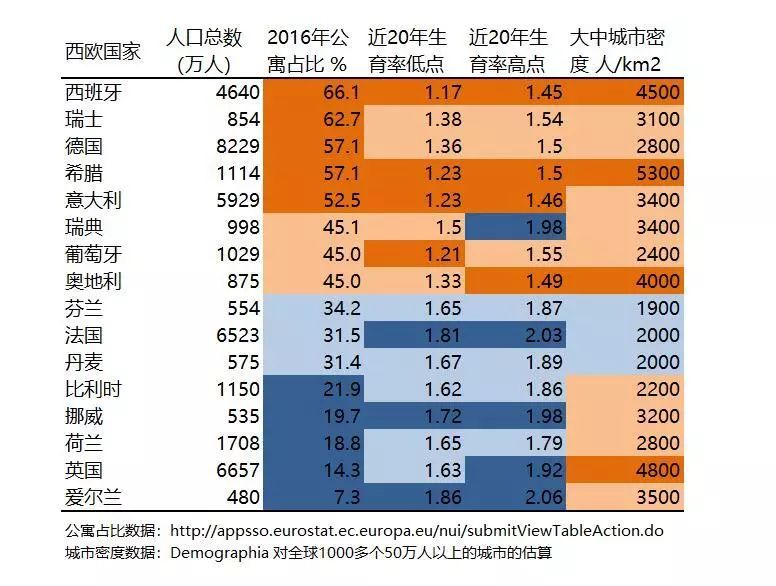 西欧国家 人口总数(万人) 2016年公寓占比 % 近20年生育率低点 近20年生育率高点 大中城市密度 人/km2
西班牙 4640 66.1 1.17 1.45 4500
瑞士 854 62.7 1.38 1.54 3100
德国 8229 57.1 1.36 1.5 2800
希腊 1114 57.1 1.23 1.5 5300
意大利 5929 52.5 1.23 1.46 3400
瑞典 998 45.1 1.5 1.98 3400
葡萄牙 1029 45.0 1.21 1.55 2400
奥地利 875 45.0 1.33 1.49 4000
芬兰 554 34.2 1.65 1.87 1900
法国 6523 31.5 1.81 2.03 2000
丹麦 575 31.4 1.67 1.89 2000
比利时 1150 21.9 1.62 1.86 2200
挪威 535 19.7 1.72 1.98 3200
荷兰 1708 18.8 1.65 1.79 2800
英国 6657 14.3 1.63 1.92 4800
爱尔兰 480 7.3 1.86 2.06 3500
公寓占比数据：http://appsso.eurostat.ec.europa.eu/nui/submitViewTableAction.do
城市密度数据：Demographia 对全球1000多个50万人以上的城市的估算